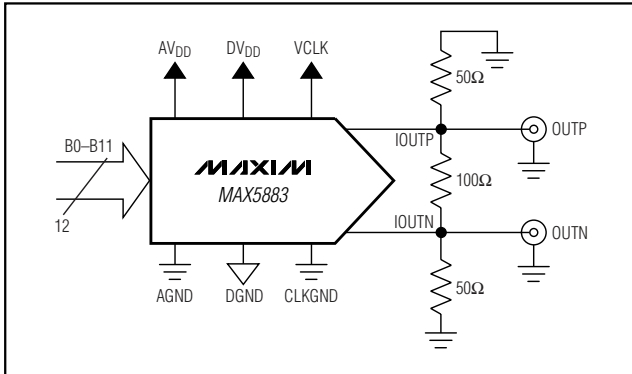 AVDD DVDD VCLK
50Ω
B0–B11
IOUTP
OUTP
MAXIM
MAX5883
100Ω
12
IOUTN
OUTN
50Ω
AGND DGND CLKGND